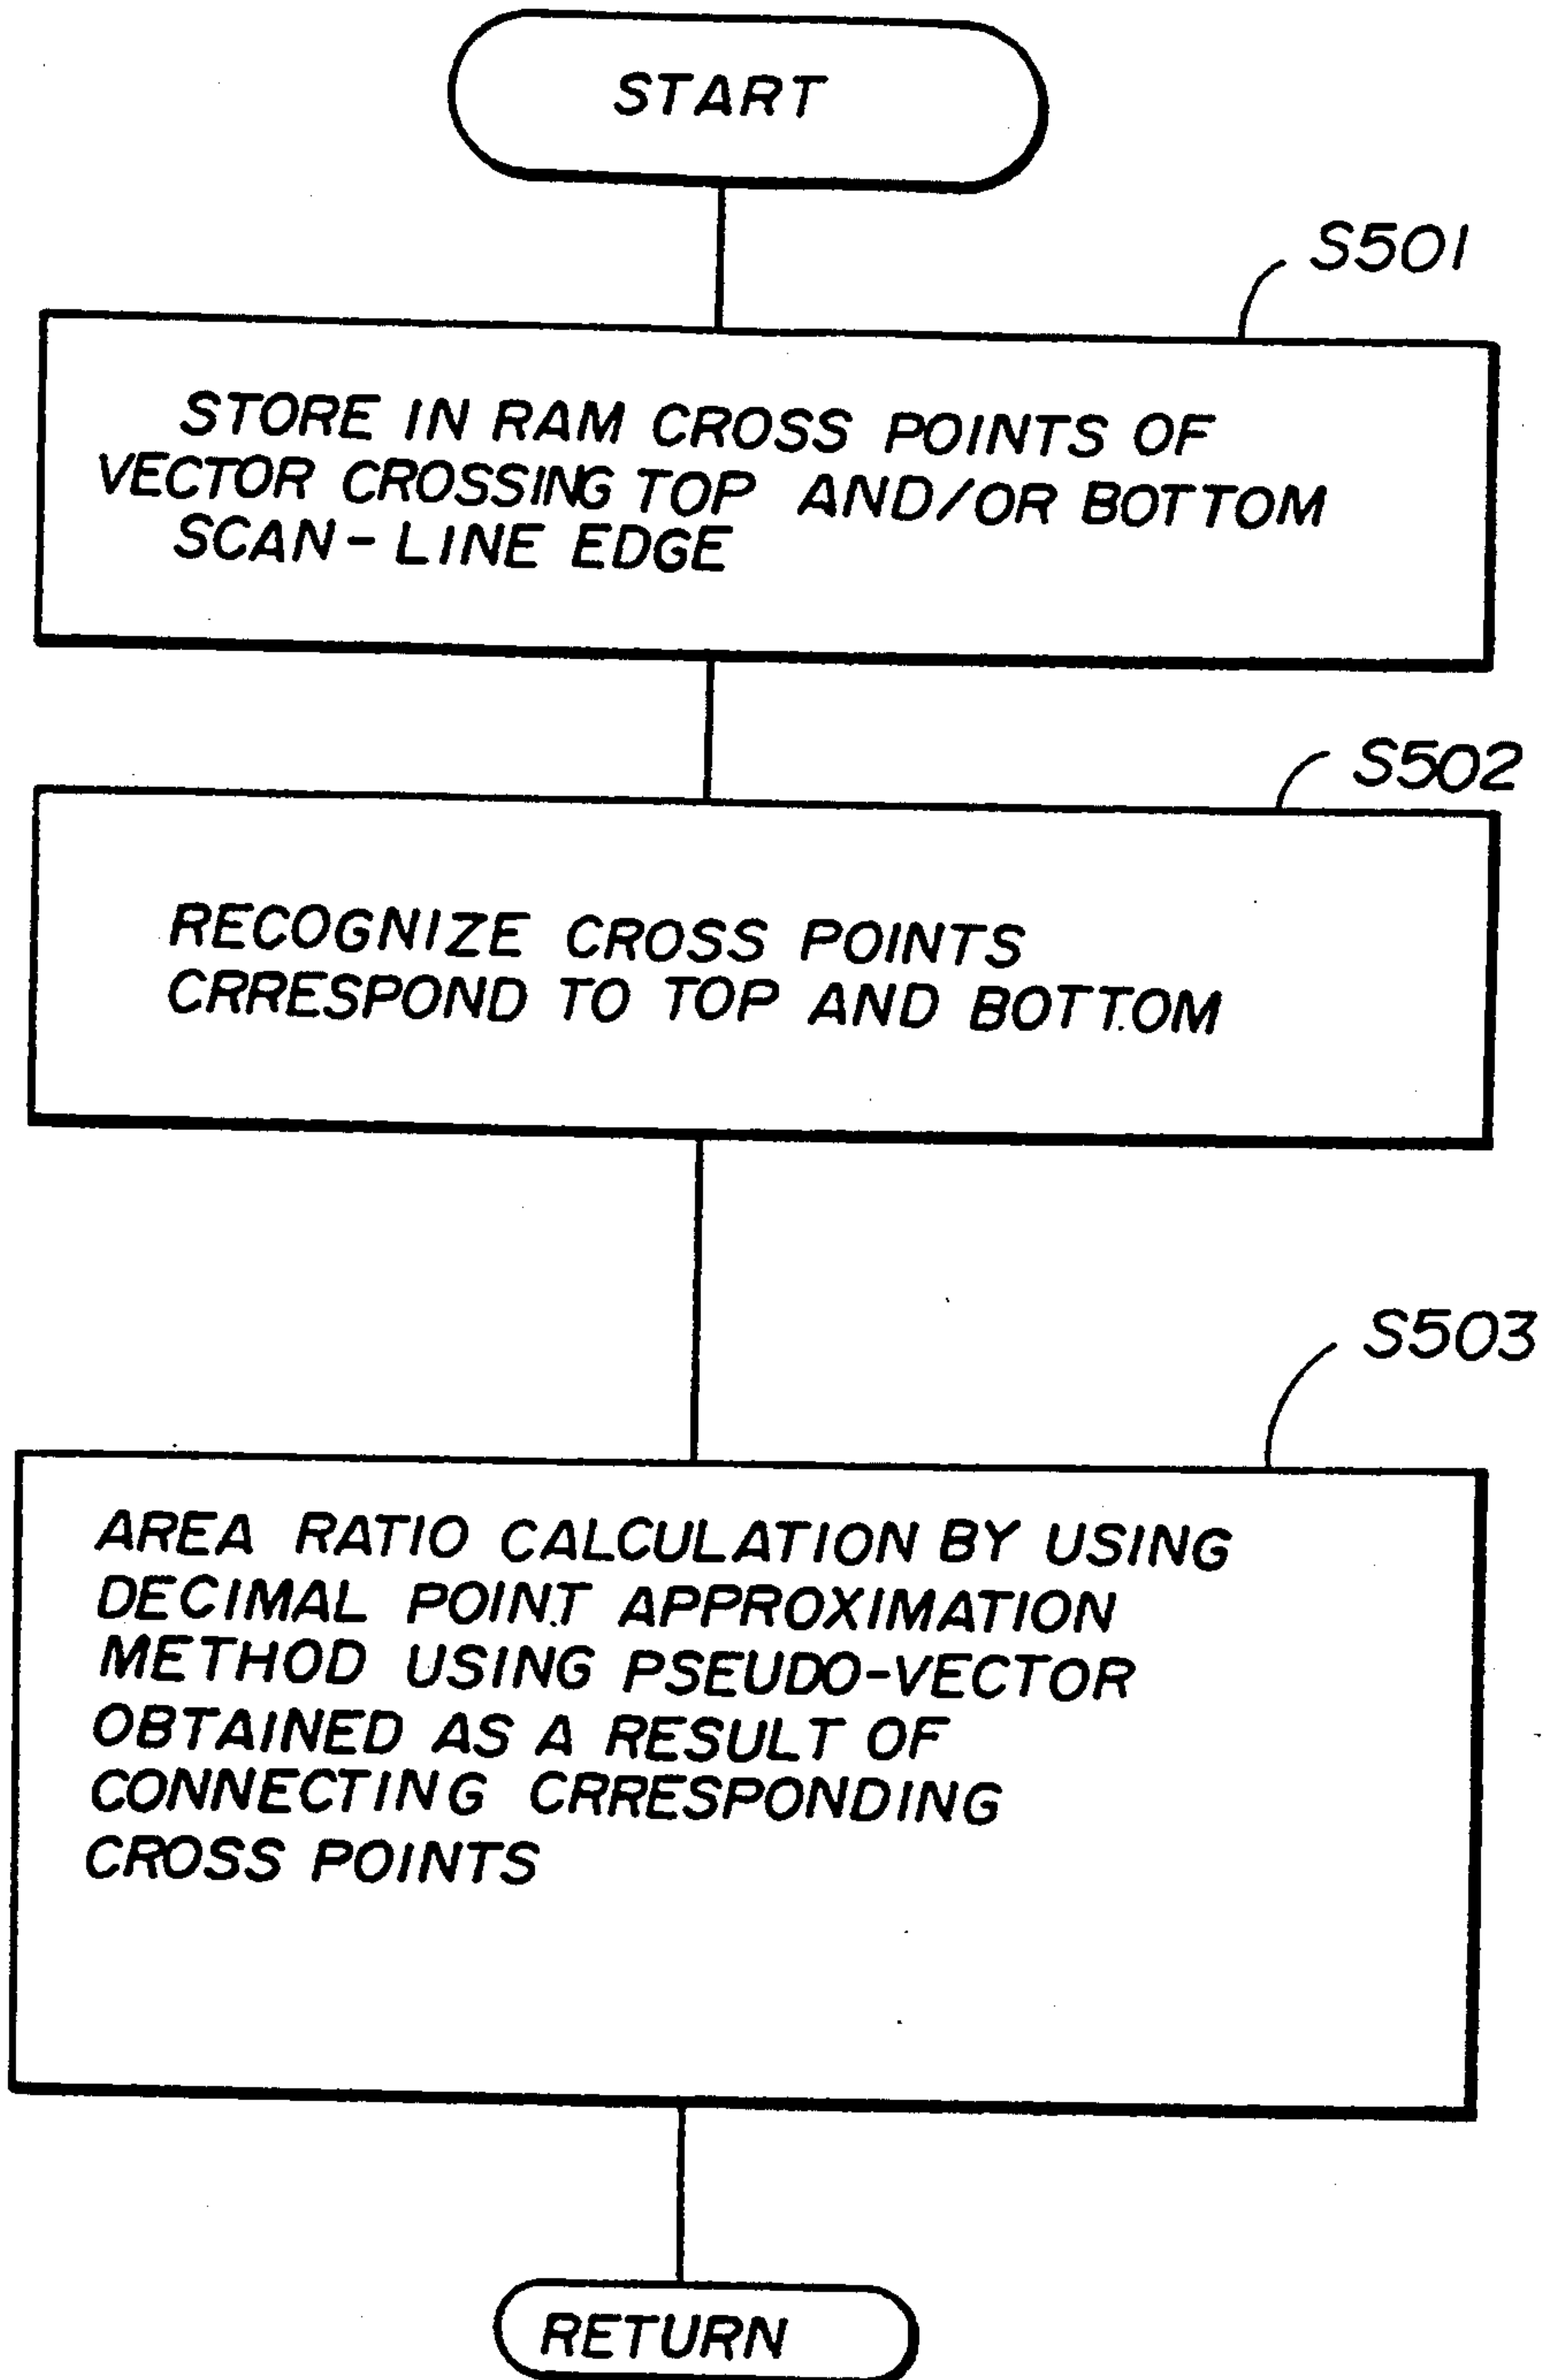 START
S501
STORE IN RAM CROSS POINTS OF
VECTOR CROSSING TOP AND/OR BOTTOM
SCAN-LINE EDGE
S502
RECOGNIZE CROSS POINTS
CRRESPOND TO TOP AND BOTTOM
S503
AREA RATIO CALCULATION BY USING
DECIMAL POINT APPROXIMATION
METHOD USING PSEUDO-VECTOR
OBTAINED AS A RESULT OF
CONNECTING CRRESPONDING
CROSS POINTS
RETURN